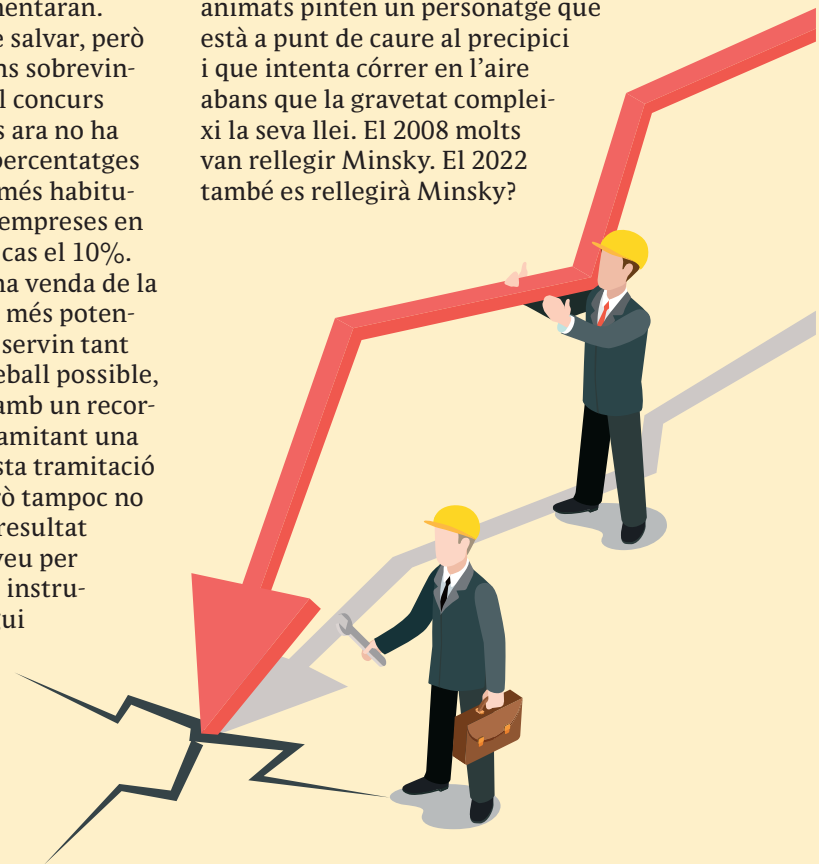 mentaran.
e salvar, però
ns sobrevin-
l concurs
s ara no ha
percentatges
més habitu-
empreses en
cas el 10%.
na venda de la
més poten-
servin tant
eball possible,
amb un recor-
amitant una
sta tramitació
rò tampoc no
resultat
veu per
instru-
gui
animats pinten un personatge que
està a punt de caure al precipici
i que intenta córrer en l’aire
abans que la gravetat complei-
xi la seva llei. El 2008 molts
van rellegir Minsky. El 2022
també es rellegirà Minsky?